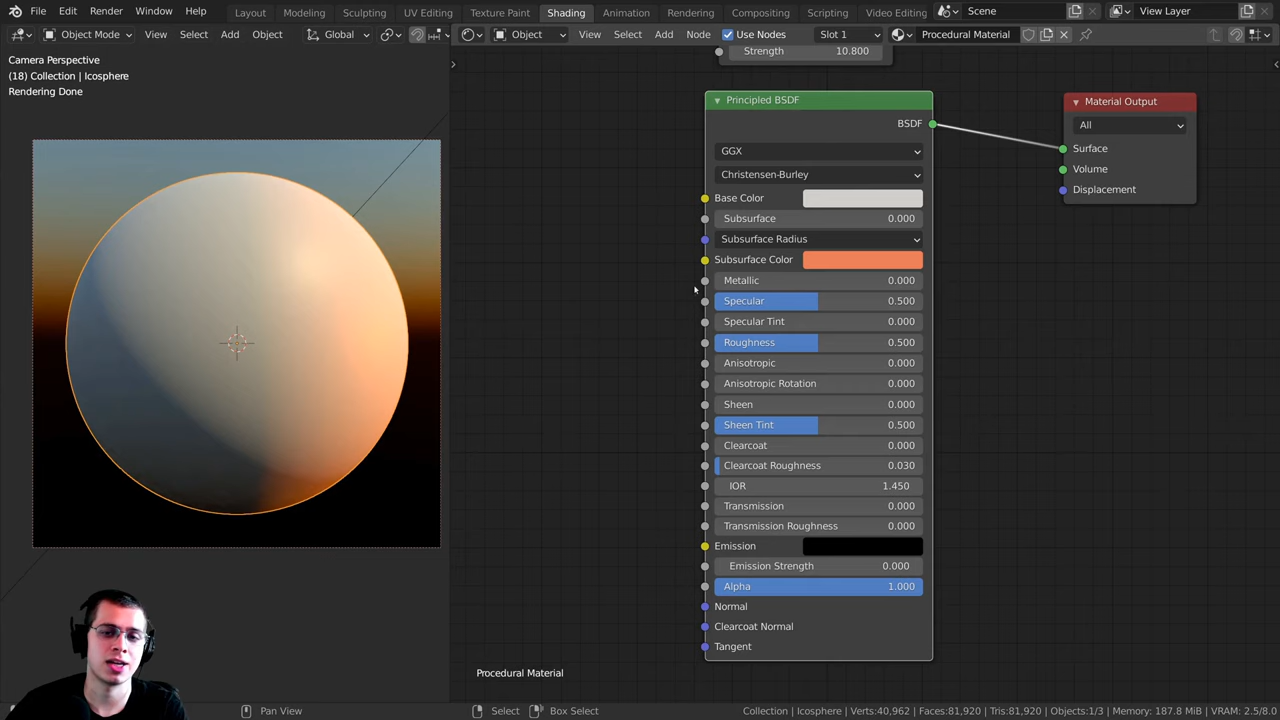 File Edit Render Window Help Layout Modeling Sculpting UV Editing Texture Paint Shading Animation Rendering Compositing Scripting Video Editing Scene View Layer
Object Mode View Select Add Object Global Object View Select Add Node Use Nodes Slot 1 Procedural Material
Camera Perspective
(18) Collection | Icosphere
Rendering Done
Strength 10.800
Principled BSDF
BSDF
GGX
Christensen-Burley
Base Color
Subsurface 0.000
Subsurface Radius
Subsurface Color
Metallic 0.000
Specular 0.500
Specular Tint 0.000
Roughness 0.500
Anisotropic 0.000
Anisotropic Rotation 0.000
Sheen 0.000
Sheen Tint 0.500
Clearcoat 0.000
Clearcoat Roughness 0.030
IOR 1.450
Transmission 0.000
Transmission Roughness 0.000
Emission
Emission Strength 0.000
Alpha 1.000
Normal
Clearcoat Normal
Tangent
Material Output
All
Surface
Volume
Displacement
Procedural Material
Pan View Select Box Select Collection | Icosphere | Verts:40,962 | Faces:81,920 | Tris:81,920 | Objects:1/3 | Memory: 187.8 MiB | VRAM: 2.5/8.0